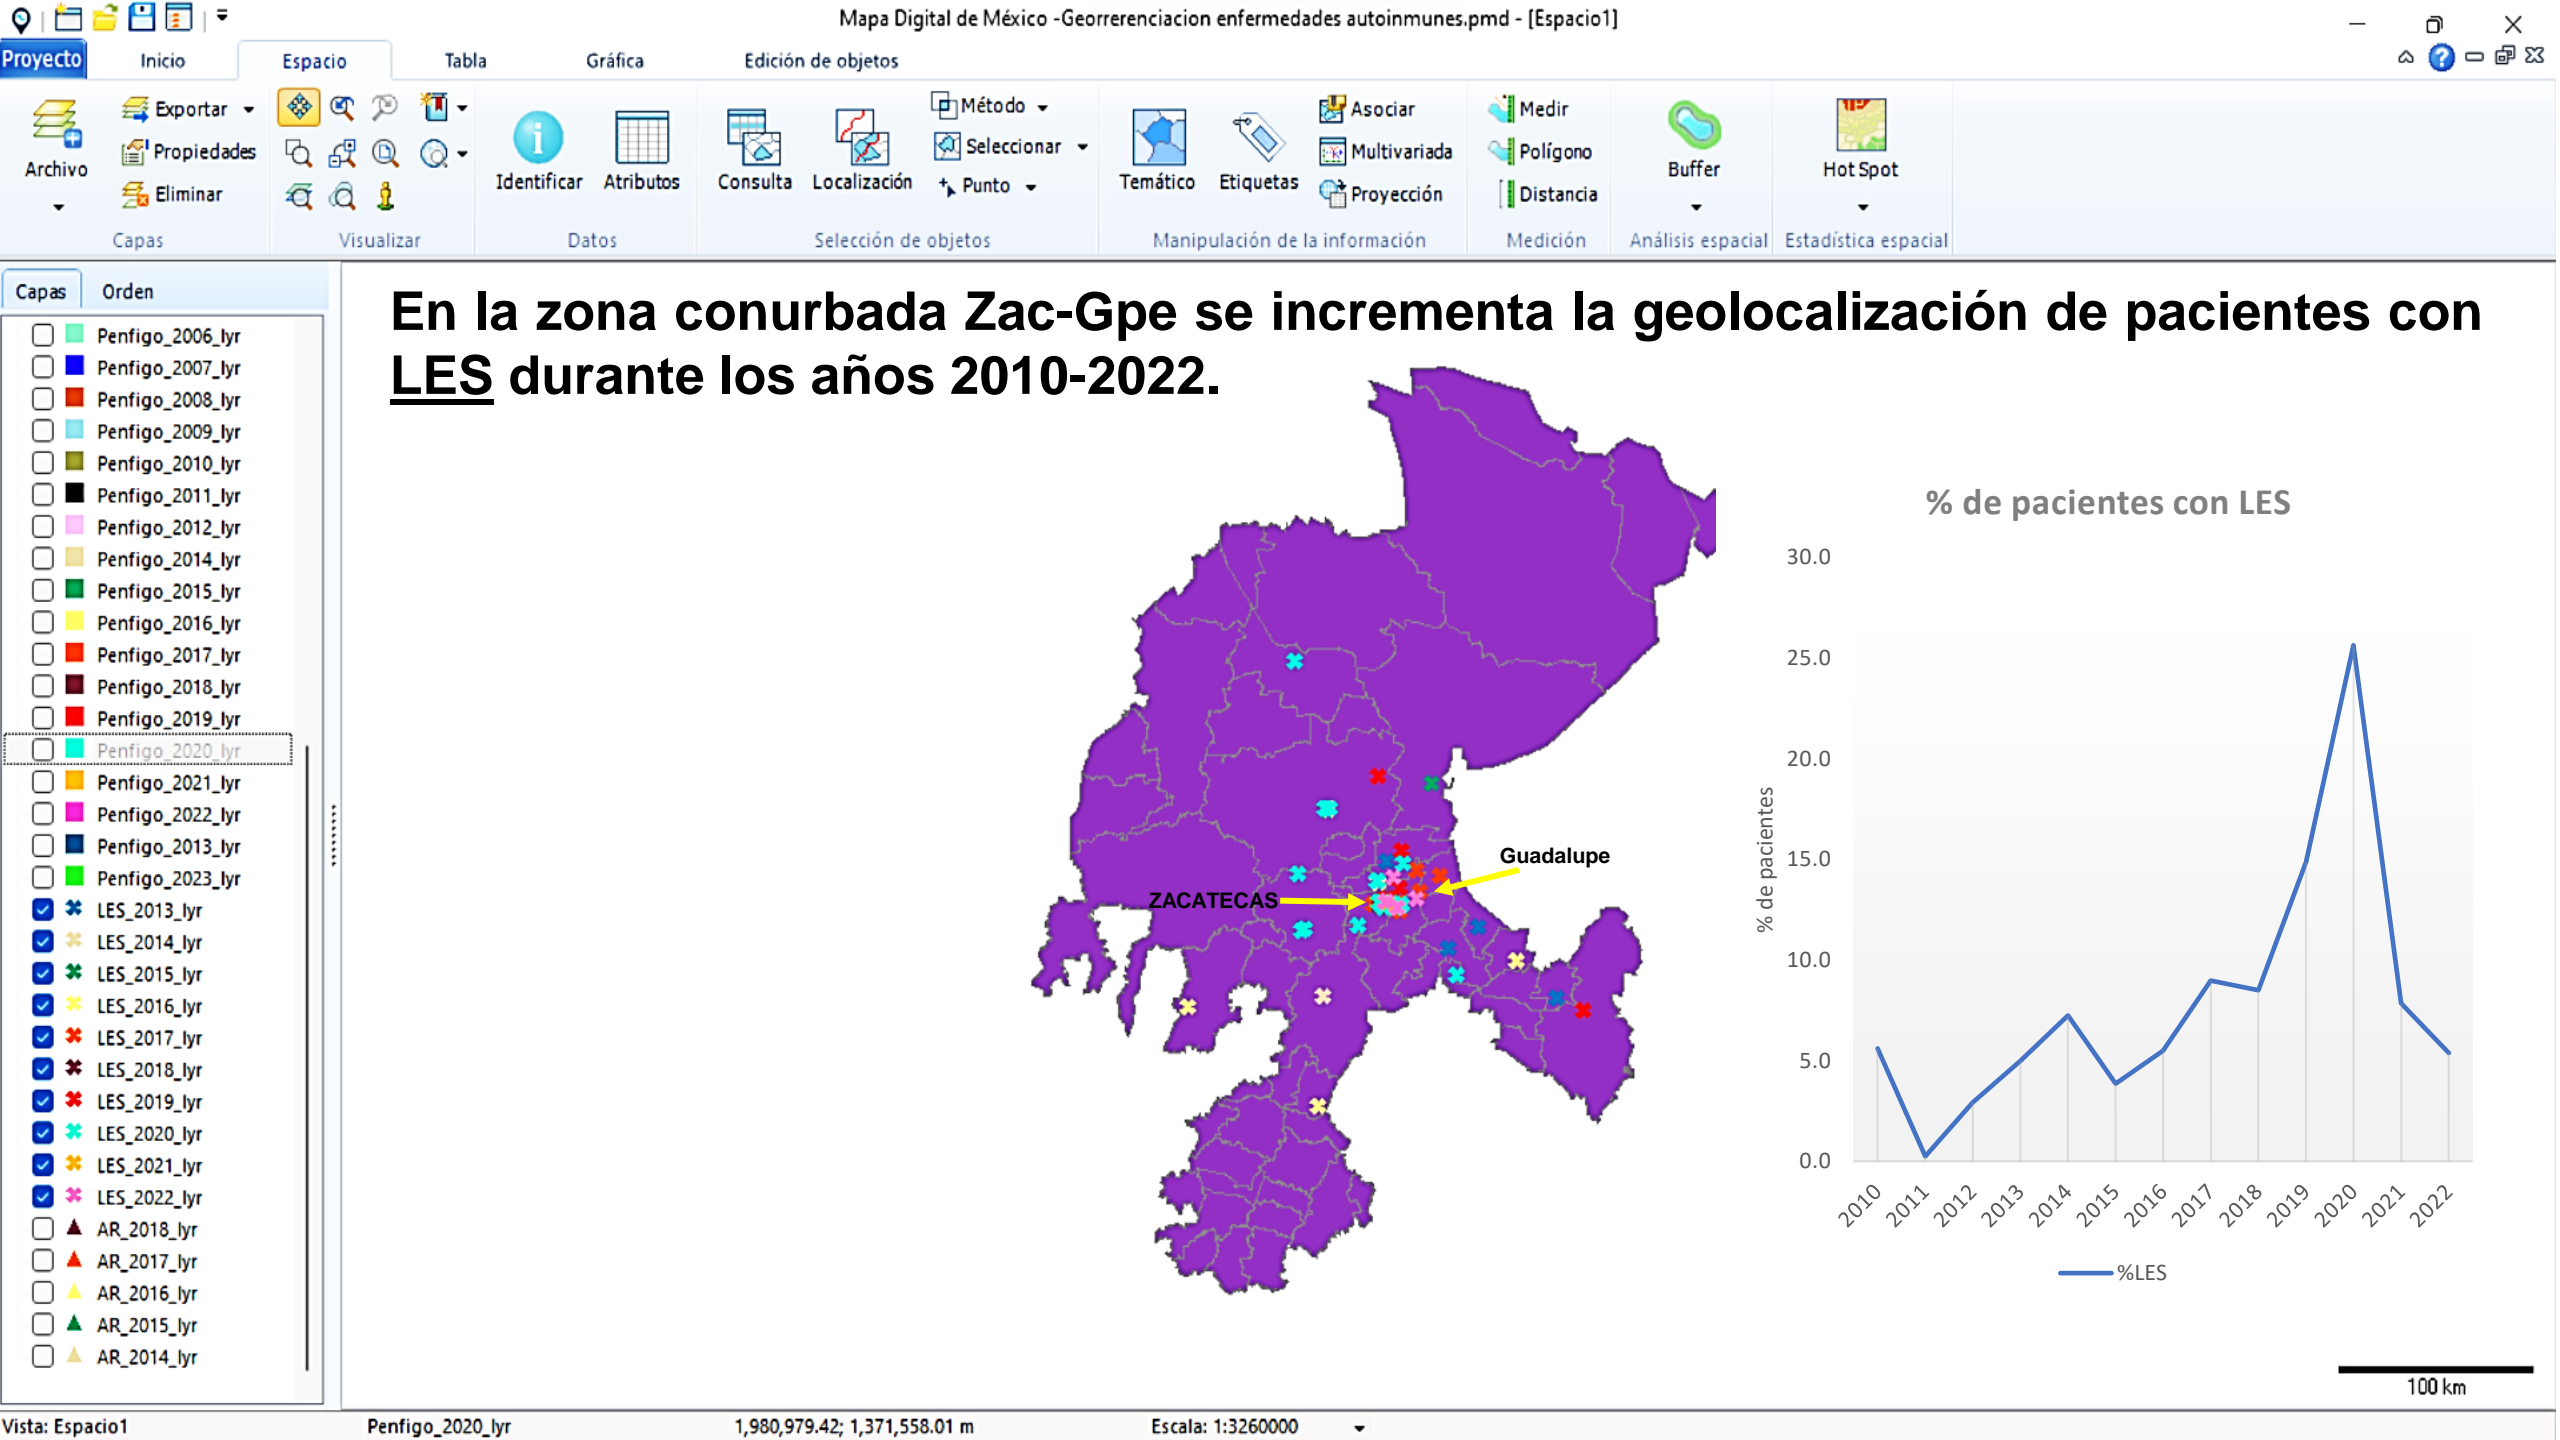 Mapa Digital de México -Georrerenciacion enfermedades autoinmunes.pmd - [Espacio1]
Proyecto Inicio Espacio Tabla Gráfica Edición de objetos
Archivo
Exportar
Propiedades
Eliminar
Capas
Visualizar
Identificar Atributos
Datos
Consulta Localización
Método
Seleccionar
Punto
Selección de objetos
Temático Etiquetas
Asociar
Multivariada
Proyección
Manipulación de la información
Medir
Polígono
Distancia
Medición
Buffer
Análisis espacial
Hot Spot
Estadística espacial
Capas Orden
Penfigo_2006_lyr
Penfigo_2007_lyr
Penfigo_2008_lyr
Penfigo_2009_lyr
Penfigo_2010_lyr
Penfigo_2011_lyr
Penfigo_2012_lyr
Penfigo_2014_lyr
Penfigo_2015_lyr
Penfigo_2016_lyr
Penfigo_2017_lyr
Penfigo_2018_lyr
Penfigo_2019_lyr
Penfigo_2020_lyr
Penfigo_2021_lyr
Penfigo_2022_lyr
Penfigo_2013_lyr
Penfigo_2023_lyr
LES_2013_lyr
LES_2014_lyr
LES_2015_lyr
LES_2016_lyr
LES_2017_lyr
LES_2018_lyr
LES_2019_lyr
LES_2020_lyr
LES_2021_lyr
LES_2022_lyr
AR_2018_lyr
AR_2017_lyr
AR_2016_lyr
AR_2015_lyr
AR_2014_lyr
En la zona conurbada Zac-Gpe se incrementa la geolocalización de pacientes con
LES durante los años 2010-2022.
Guadalupe
ZACATECAS
% de pacientes con LES
% de pacientes
30.0
25.0
20.0
15.0
10.0
5.0
0.0
2010 2011 2012 2013 2014 2015 2016 2017 2018 2019 2020 2021 2022
%LES
100 km
Vista: Espacio1 Penfigo_2020_lyr 1,980,979.42; 1,371,558.01 m Escala: 1:3260000